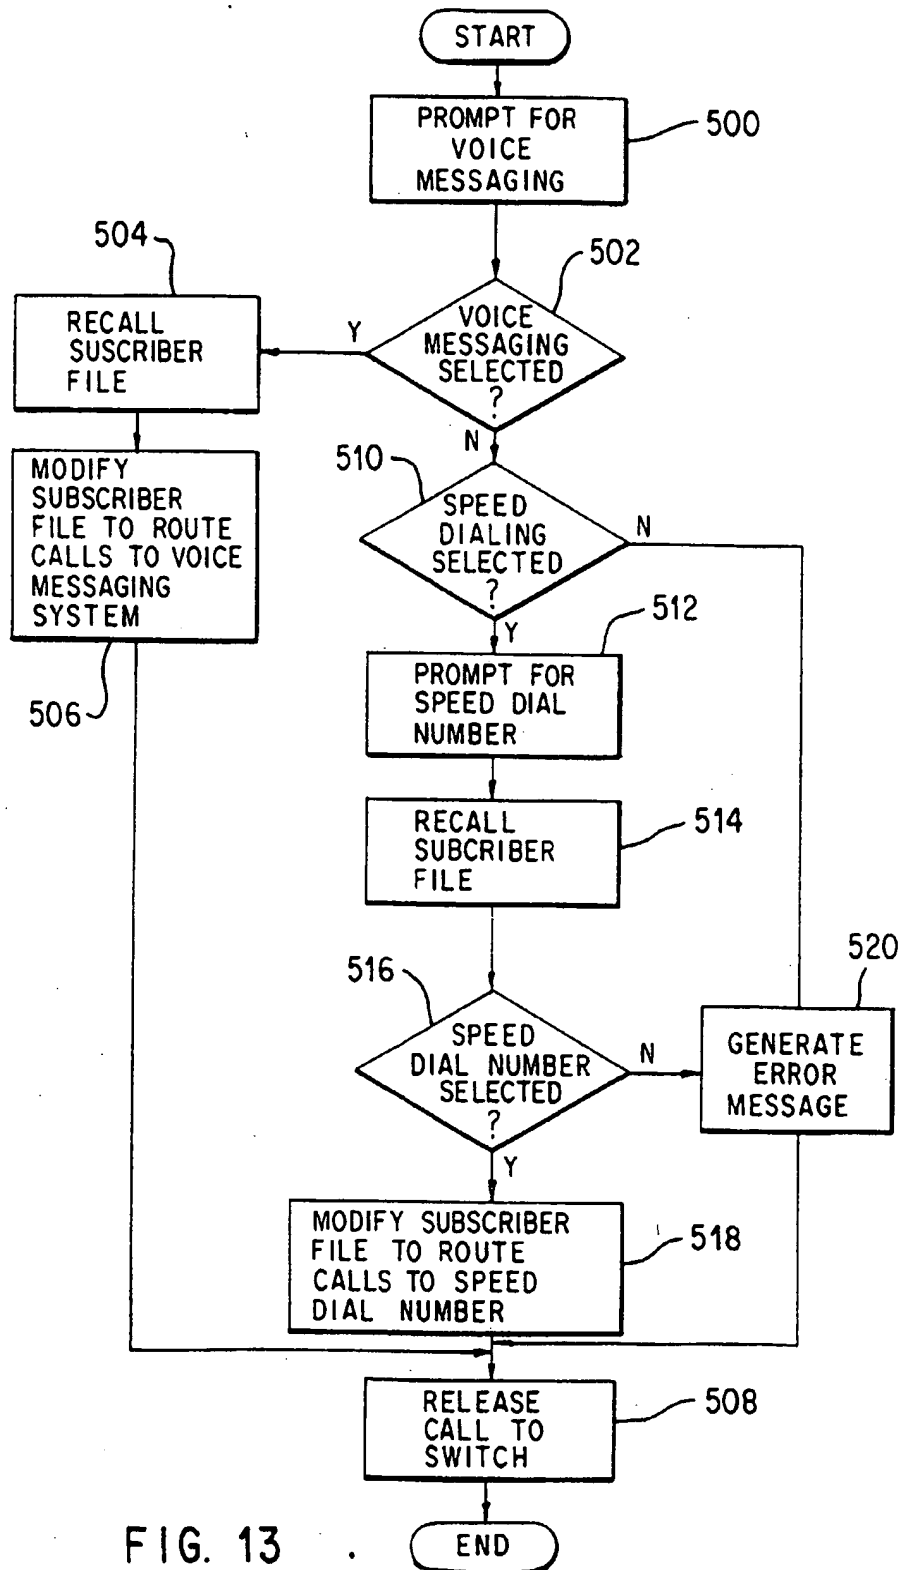 START
PROMPT FOR
VOICE
MESSAGING
500
504
502
RECALL
SUSCRIBER
FILE
Y
VOICE
MESSAGING
SELECTED
?
N
MODIFY
SUBSCRIBER
FILE TO ROUTE
CALLS TO VOICE
MESSAGING
SYSTEM
506
510
SPEED
DIALING
SELECTED
?
N
Y
512
PROMPT FOR
SPEED DIAL
NUMBER
RECALL
SUBCRIBER
FILE
514
516
SPEED
DIAL NUMBER
SELECTED
?
N
Y
520
GENERATE
ERROR
MESSAGE
MODIFY SUBSCRIBER
FILE TO ROUTE
CALLS TO SPEED
DIAL NUMBER
518
RELEASE
CALL TO
SWITCH
508
END
FIG. 13